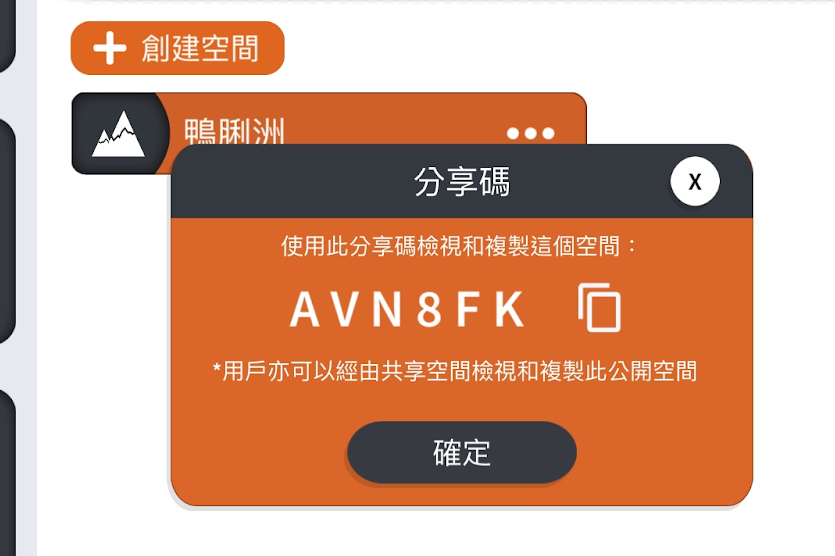 創建空間
鴨脷洲
分享碼
X
使用此分享碼檢視和複製這個空間：
AVN8FK
*用戶亦可以經由共享空間檢視和複製此公開空間
確定